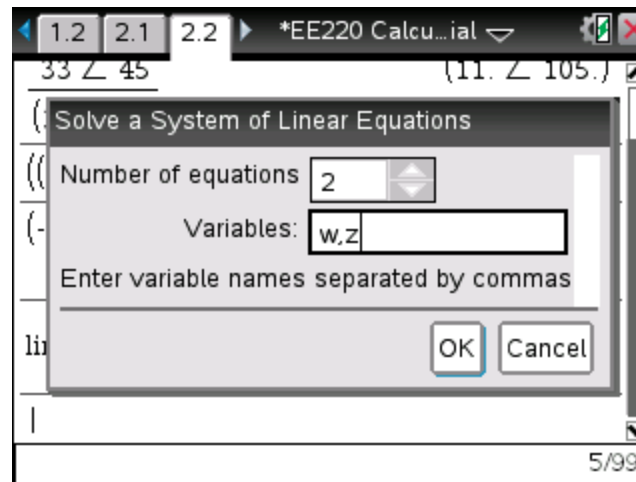 1.2 2.1 2.2 *EE220 Calcu…ial
33 ∠ 45 (11. ∠ 105.)
Solve a System of Linear Equations
Number of equations 2
Variables: w,z
Enter variable names separated by commas
OK Cancel
5/99